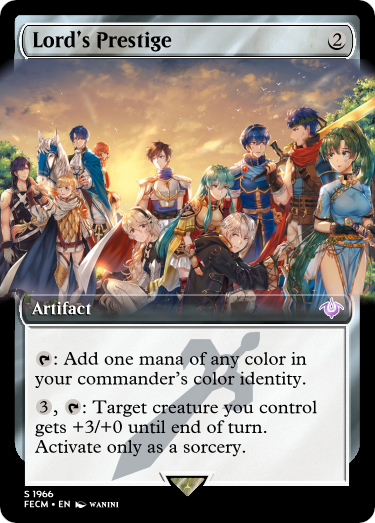 Lord's Prestige 2
Artifact
: Add one mana of any color in
your commander's color identity.
3, : Target creature you control
gets +3/+0 until end of turn.
Activate only as a sorcery.
S 1966
FECM • EN WANINI